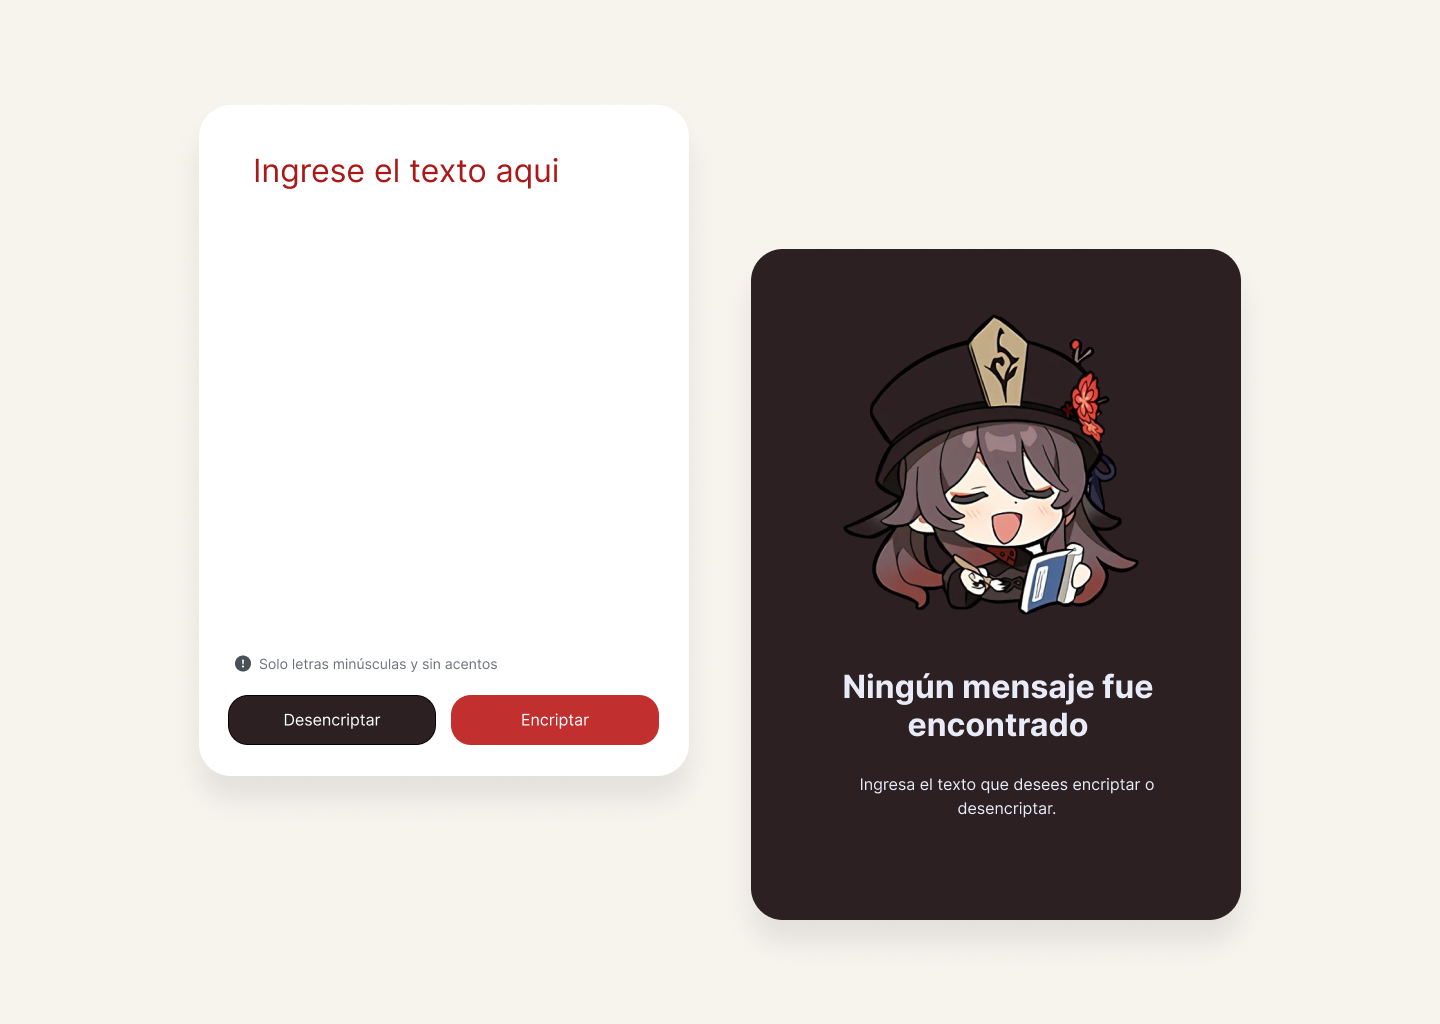 Ingrese el texto aqui
Solo letras minúsculas y sin acentos
Desencriptar
Encriptar
Ningún mensaje fue
encontrado
Ingresa el texto que desees encriptar o
desencriptar.